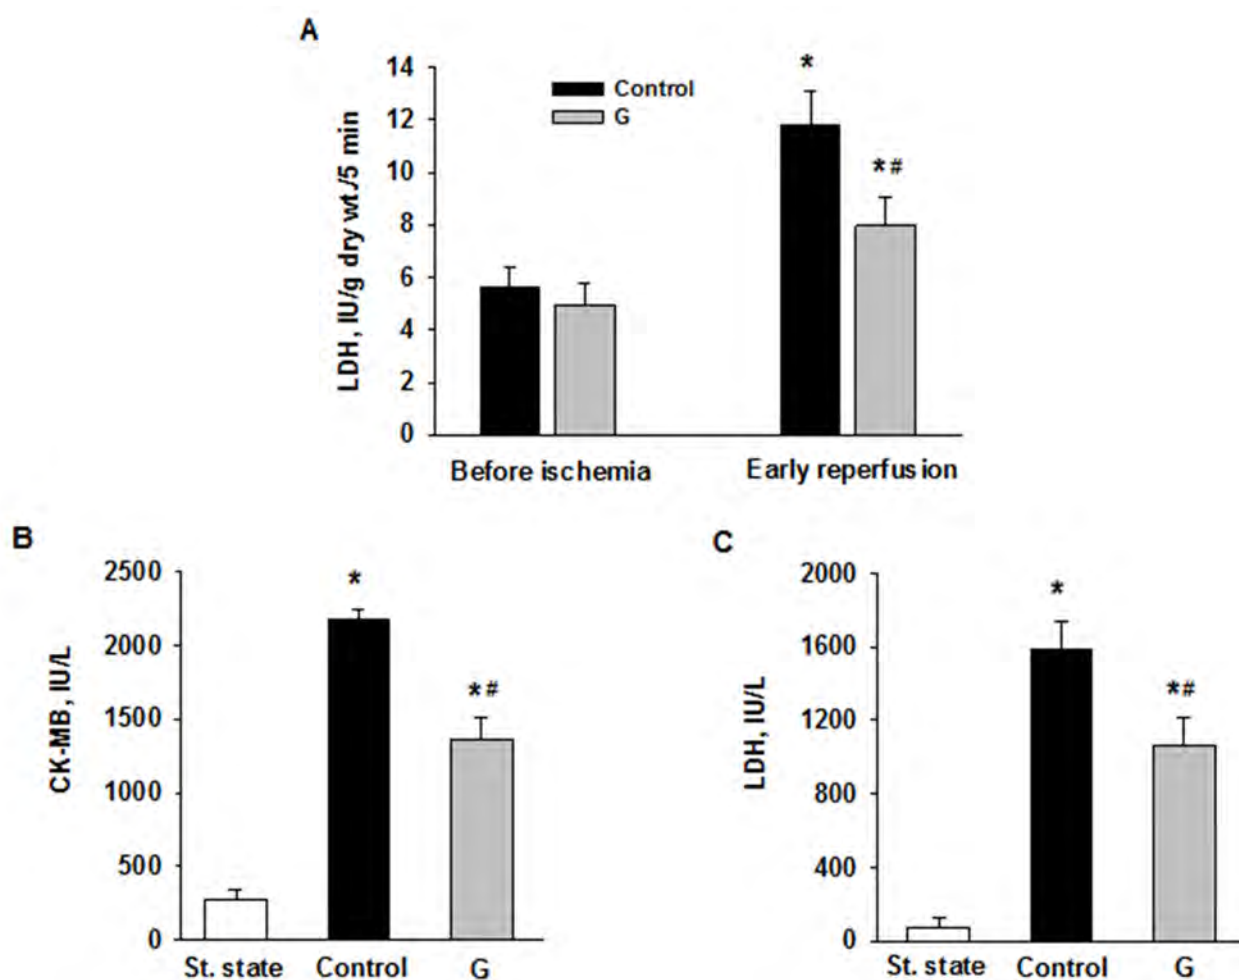 A
LDH, IU/g dry wt./5 min
14
12
10
8
6
4
2
0
Control
G
*
*#
Before ischemia
Early reperfusion
B
CK-MB, IU/L
2500
2000
1500
1000
500
0
*
*#
St. state
Control
G
C
LDH, IU/L
2000
1600
1200
800
400
0
*
*#
St. state
Control
G